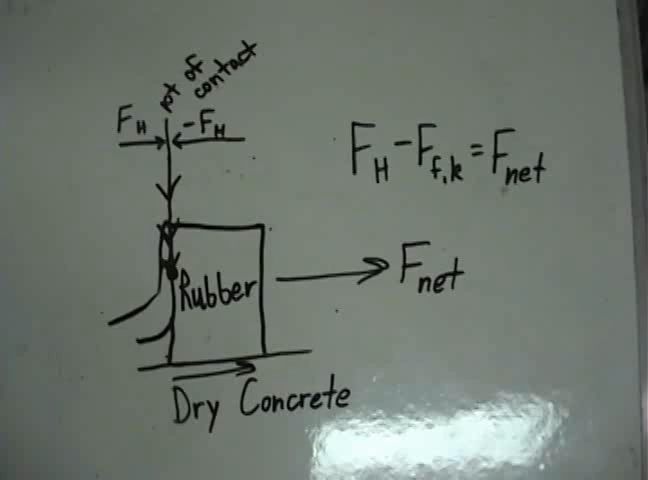 pt of
contact
F_H -F_H
F_H - F_f,k = F_net
F_net
Rubber
Dry Concrete